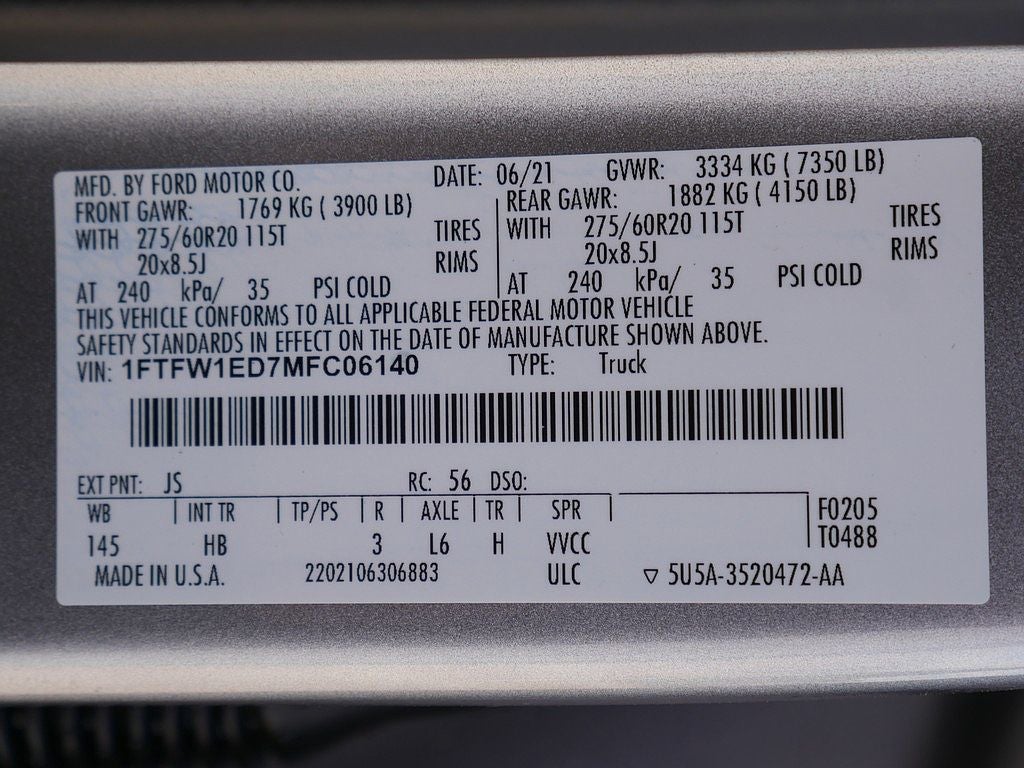 MFD. BY FORD MOTOR CO. DATE: 06/21 GVWR: 3334 KG ( 7350 LB)
FRONT GAWR: 1769 KG ( 3900 LB) REAR GAWR: 1882 KG ( 4150 LB)
WITH 275/60R20 115T TIRES WITH 275/60R20 115T TIRES
20x8.5J RIMS 20x8.5J RIMS
AT 240 kPa/ 35 PSI COLD AT 240 kPa/ 35 PSI COLD
THIS VEHICLE CONFORMS TO ALL APPLICABLE FEDERAL MOTOR VEHICLE
SAFETY STANDARDS IN EFFECT ON THE DATE OF MANUFACTURE SHOWN ABOVE.
VIN: 1FTFW1ED7MFC06140 TYPE: Truck
EXT PNT: JS RC: 56 DSO:
WB INT TR TP/PS R AXLE TR SPR F0205
145 HB 3 L6 H VVCC T0488
MADE IN U.S.A. 2202106306883 ULC ▽ 5U5A-3520472-AA